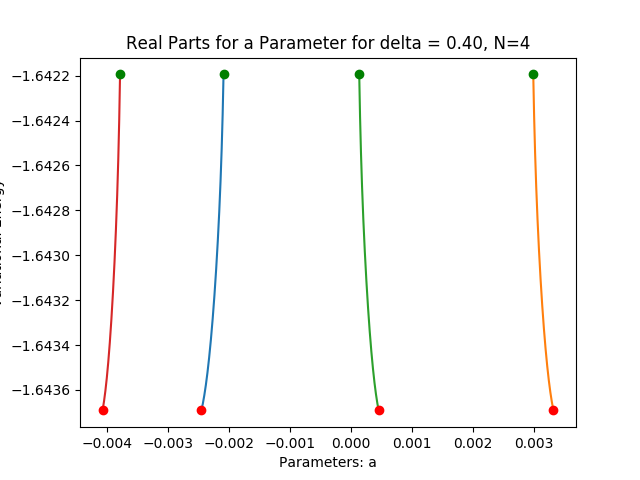 Real Parts for a Parameter for delta = 0.40, N=4
−1.6422
−1.6424
−1.6426
−1.6428
−1.6430
−1.6432
−1.6434
−1.6436
−0.004 −0.003 −0.002 −0.001 0.000 0.001 0.002 0.003
Parameters: a